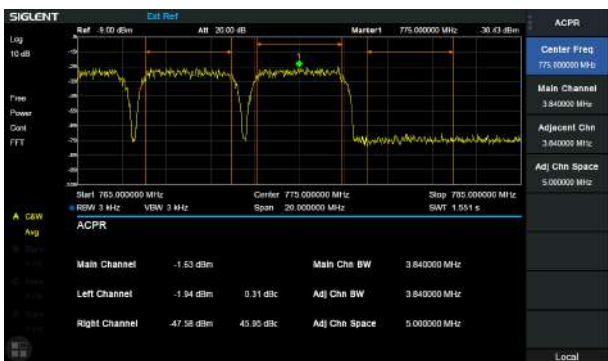 SIGLENT Ext Ref
Ref -9.00 dBm Att 20.00 dB Marker1 775.000000 MHz -30.43 dBm
ACPR
Log
10 dB
Center Freq
775.000000 MHz
Main Channel
3.840000 MHz
Free
Power
Cont
FFT
Adjecent Chn
3.840000 MHz
Adj Chn Space
5.000000 MHz
Start 765.000000 MHz Center 775.000000 MHz Stop 785.000000 MHz
RBW 3 kHz VBW 3 kHz Span 20.000000 MHz SWT 1.551 s
A C&W
Avg
ACPR
Main Channel -1.63 dBm Main Chn BW 3.840000 MHz
Left Channel -1.94 dBm 0.31 dBc Adj Chn BW 3.840000 MHz
Right Channel -47.58 dBm 45.95 dBc Adj Chn Space 5.000000 MHz
Local